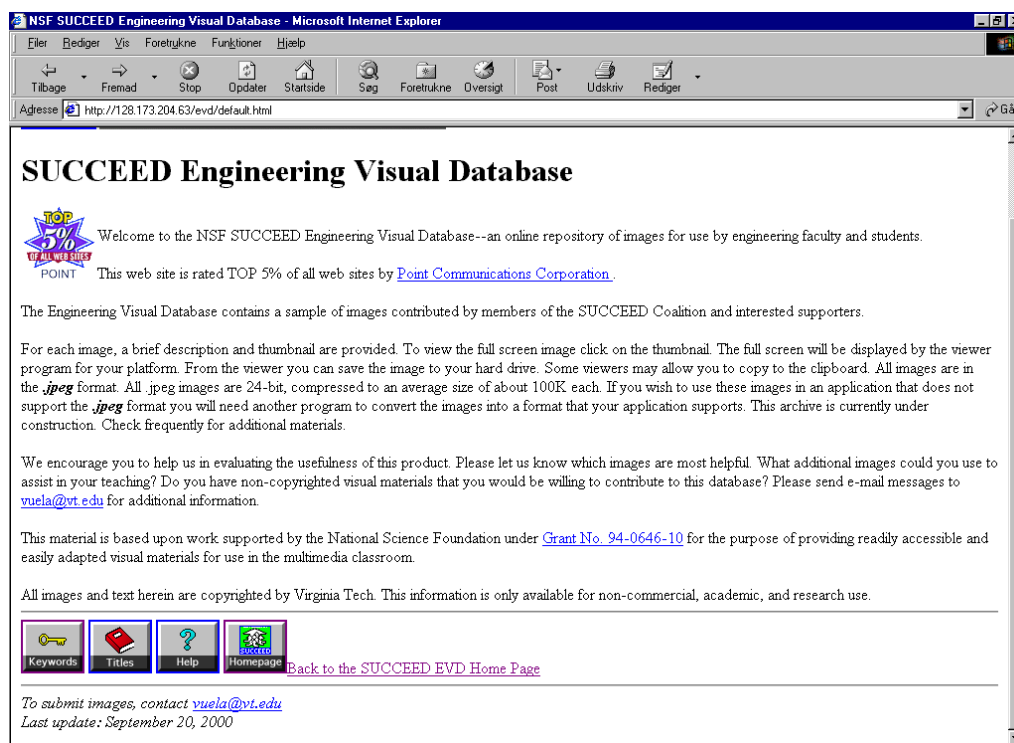 NSF SUCCEED Engineering Visual Database - Microsoft Internet Explorer
Filer Rediger Vis Foretrukne Funktioner Hjælp
Tilbage Fremad Stop Opdater Startside Søg Foretrukne Oversigt Post Udskriv Rediger
Adresse http://128.173.204.63/evd/default.html Gå
SUCCEED Engineering Visual Database
TOP
5%
OF ALL WEB SITES
POINT
Welcome to the NSF SUCCEED Engineering Visual Database--an online repository of images for use by engineering faculty and students.
This web site is rated TOP 5% of all web sites by Point Communications Corporation .
The Engineering Visual Database contains a sample of images contributed by members of the SUCCEED Coalition and interested supporters.
For each image, a brief description and thumbnail are provided. To view the full screen image click on the thumbnail. The full screen will be displayed by the viewer
program for your platform. From the viewer you can save the image to your hard drive. Some viewers may allow you to copy to the clipboard. All images are in
the .jpeg format. All .jpeg images are 24-bit, compressed to an average size of about 100K each. If you wish to use these images in an application that does not
support the .jpeg format you will need another program to convert the images into a format that your application supports. This archive is currently under
construction. Check frequently for additional materials.
We encourage you to help us in evaluating the usefulness of this product. Please let us know which images are most helpful. What additional images could you use to
assist in your teaching? Do you have non-copyrighted visual materials that you would be willing to contribute to this database? Please send e-mail messages to
vuela@vt.edu for additional information.
This material is based upon work supported by the National Science Foundation under Grant No. 94-0646-10 for the purpose of providing readily accessible and
easily adapted visual materials for use in the multimedia classroom.
All images and text herein are copyrighted by Virginia Tech. This information is only available for non-commercial, academic, and research use.
Keywords Titles Help SUCCEED Homepage Back to the SUCCEED EVD Home Page
To submit images, contact vuela@vt.edu
Last update: September 20, 2000